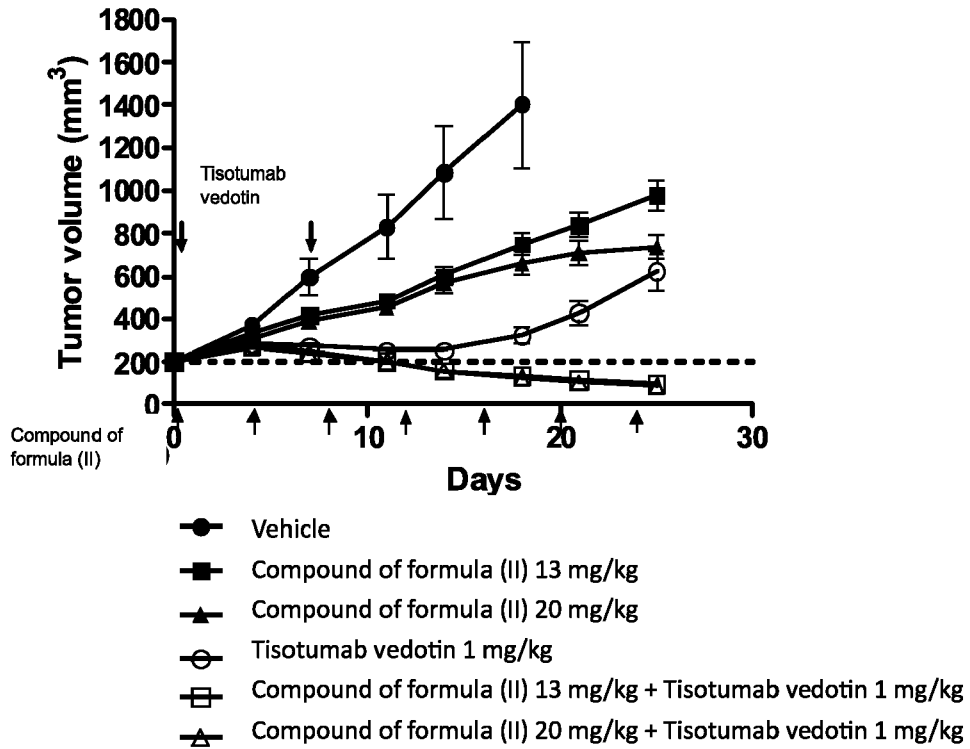 1800
1600
1400
1200
1000
800
600
400
200
0
Tumor volume (mm³)
Tisotumab
vedotin
0 10 20 30
Compound of
formula (II)
)
Days
Vehicle
Compound of formula (II) 13 mg/kg
Compound of formula (II) 20 mg/kg
Tisotumab vedotin 1 mg/kg
Compound of formula (II) 13 mg/kg + Tisotumab vedotin 1 mg/kg
Compound of formula (II) 20 mg/kg + Tisotumab vedotin 1 mg/kg